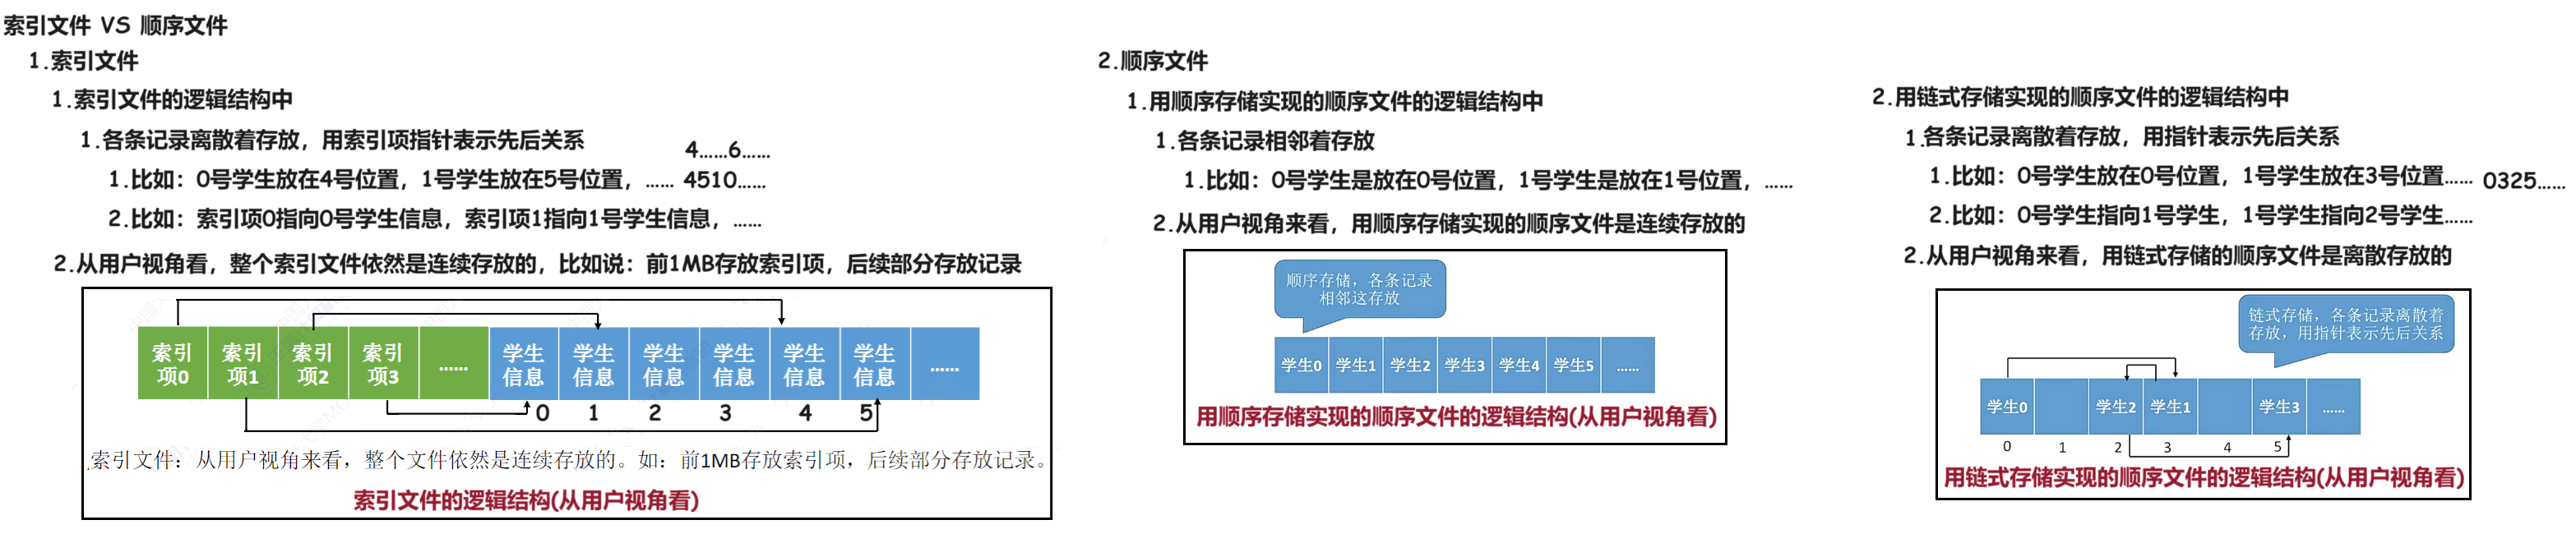 索引文件 VS 顺序文件
1.索引文件
1.索引文件的逻辑结构中
1.各条记录离散着存放，用索引项指针表示先后关系
4……6……
1.比如：0号学生放在4号位置，1号学生放在5号位置，…… 4510……
2.比如：索引项0指向0号学生信息，索引项1指向1号学生信息，……
2.从用户视角看，整个索引文件依然是连续存放的，比如说：前1MB存放索引项，后续部分存放记录
索引项0 索引项1 索引项2 索引项3 …… 学生信息 学生信息 学生信息 学生信息 学生信息 学生信息 ……
0 1 2 3 4 5
索引文件：从用户视角来看，整个文件依然是连续存放的。如：前1MB存放索引项，后续部分存放记录。
索引文件的逻辑结构(从用户视角看)
2.顺序文件
1.用顺序存储实现的顺序文件的逻辑结构中
1.各条记录相邻着存放
1.比如：0号学生是放在0号位置，1号学生是放在1号位置，……
2.从用户视角来看，用顺序存储实现的顺序文件是连续存放的
顺序存储，各条记录
相邻这存放
学生0 学生1 学生2 学生3 学生4 学生5 ……
用顺序存储实现的顺序文件的逻辑结构(从用户视角看)
2.用链式存储实现的顺序文件的逻辑结构中
1.各条记录离散着存放，用指针表示先后关系
1.比如：0号学生放在0号位置，1号学生放在3号位置…… 0325……
2.比如：0号学生指向1号学生，1号学生指向2号学生……
2.从用户视角来看，用链式存储的顺序文件是离散存放的
链式存储，各条记录离散着
存放，用指针表示先后关系
学生0 学生2 学生1 学生3 ……
0 1 2 3 4 5
用链式存储实现的顺序文件的逻辑结构(从用户视角看)